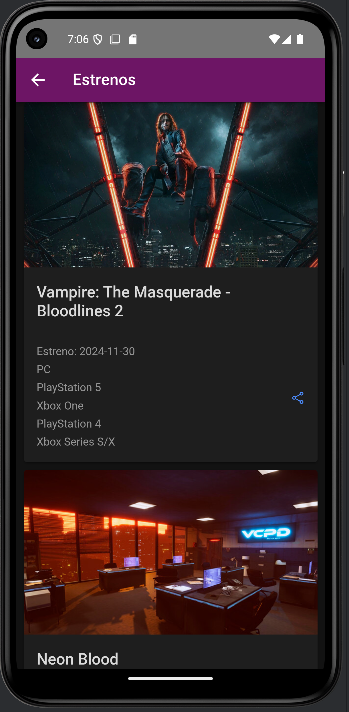 7:06
Estrenos
Vampire: The Masquerade -
Bloodlines 2
Estreno: 2024-11-30
PC
PlayStation 5
Xbox One
PlayStation 4
Xbox Series S/X
VCPD
Neon Blood